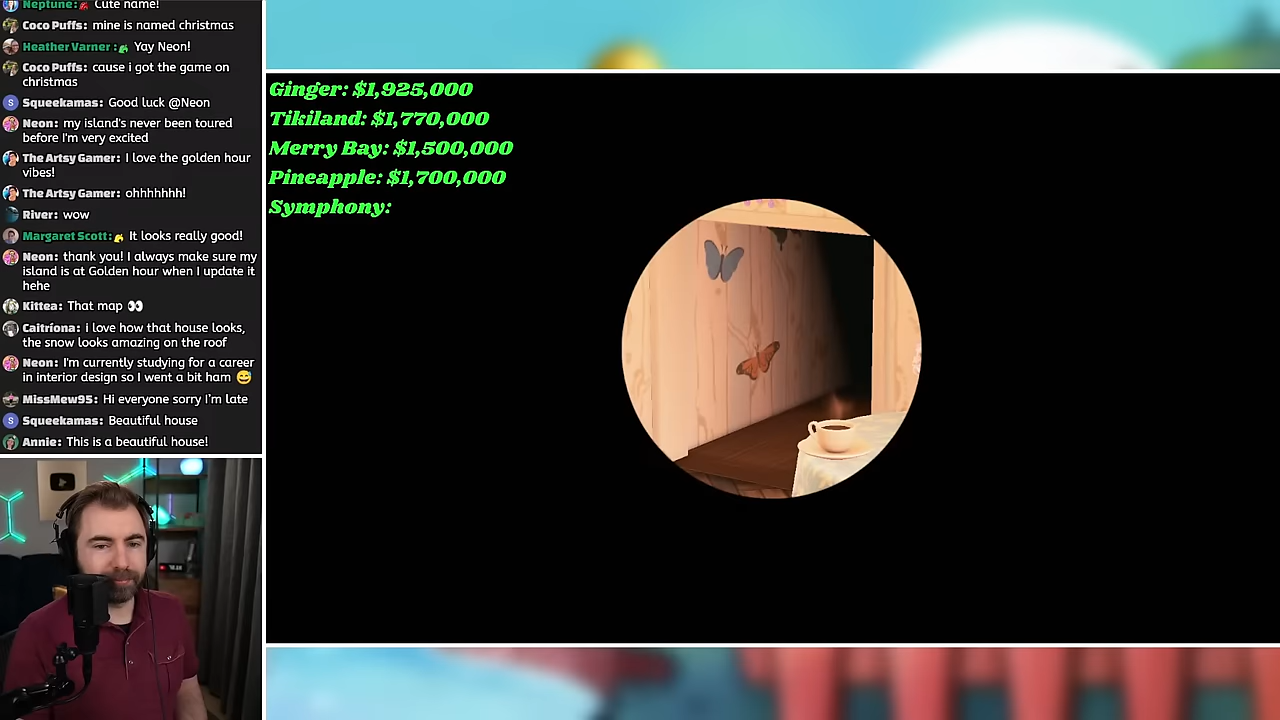 Neptune: Cute name!
Coco Puffs: mine is named christmas
Heather Varner: Yay Neon!
Coco Puffs: cause i got the game on
christmas
Squeekamas: Good luck @Neon
Neon: my island's never been toured
before I'm very excited
The Artsy Gamer: I love the golden hour
vibes!
The Artsy Gamer: ohhhhhhh!
River: wow
Margaret Scott: It looks really good!
Neon: thank you! I always make sure my
island is at Golden hour when I update it
hehe
Kittea: That map 👀
Caitríona: i love how that house looks,
the snow looks amazing on the roof
Neon: I'm currently studying for a career
in interior design so I went a bit ham 😅
MissMew95: Hi everyone sorry I'm late
Squeekamas: Beautiful house
Annie: This is a beautiful house!
Ginger: $1,925,000
Tikiland: $1,770,000
Merry Bay: $1,500,000
Pineapple: $1,700,000
Symphony: